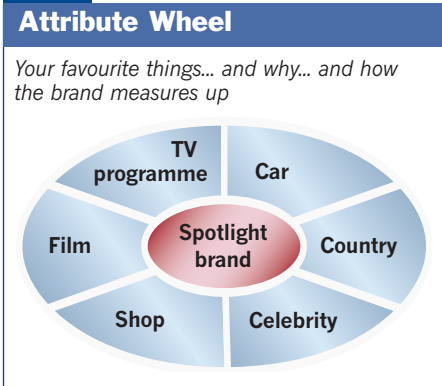 Attribute Wheel
Your favourite things... and why... and how
the brand measures up
TV
programme
Car
Film
Spotlight
brand
Country
Shop
Celebrity